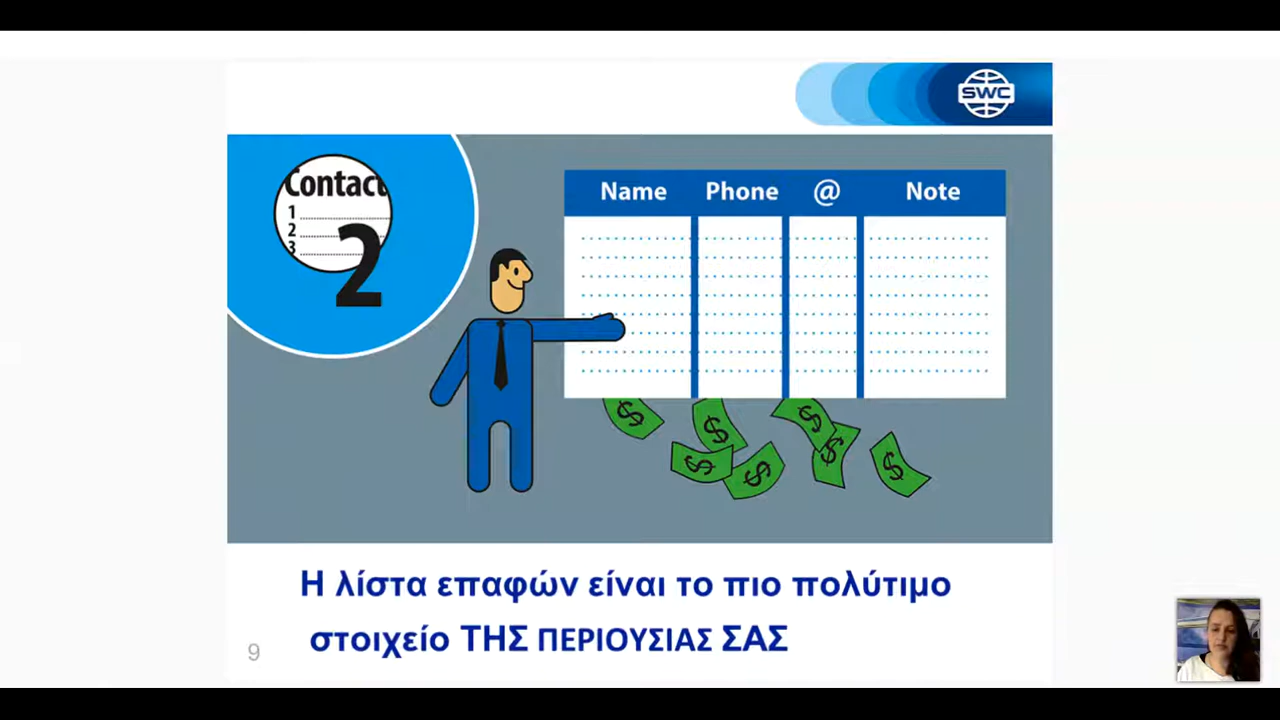 SWC
Contact
1
2
3
2
Name Phone @ Note
$ $ $ $ $ $ $
Η λίστα επαφών είναι το πιο πολύτιμο
στοιχείο ΤΗΣ ΠΕΡΙΟΥΣΙΑΣ ΣΑΣ
9